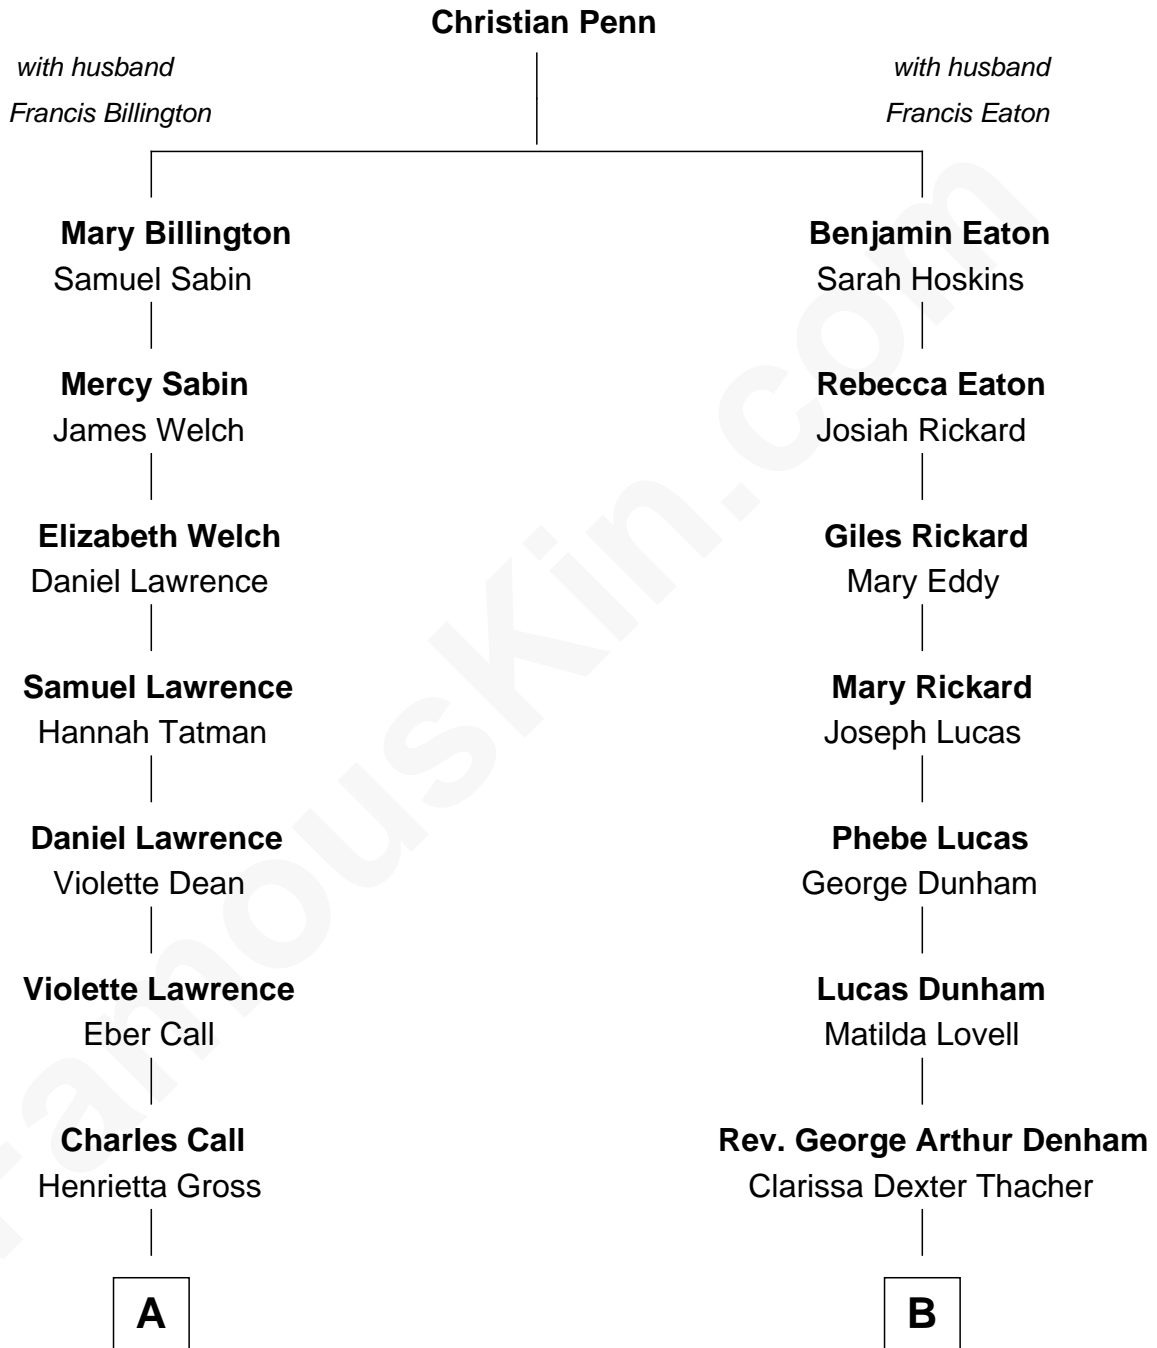 Christian Penn
with husband
Francis Billington
with husband
Francis Eaton
Mary Billington
Samuel Sabin
Benjamin Eaton
Sarah Hoskins
Mercy Sabin
James Welch
Rebecca Eaton
Josiah Rickard
Elizabeth Welch
Daniel Lawrence
Giles Rickard
Mary Eddy
Samuel Lawrence
Hannah Tatman
Mary Rickard
Joseph Lucas
Daniel Lawrence
Violette Dean
Phebe Lucas
George Dunham
Violette Lawrence
Eber Call
Lucas Dunham
Matilda Lovell
Charles Call
Henrietta Gross
Rev. George Arthur Denham
Clarissa Dexter Thacher
A
B
FamousKin.com